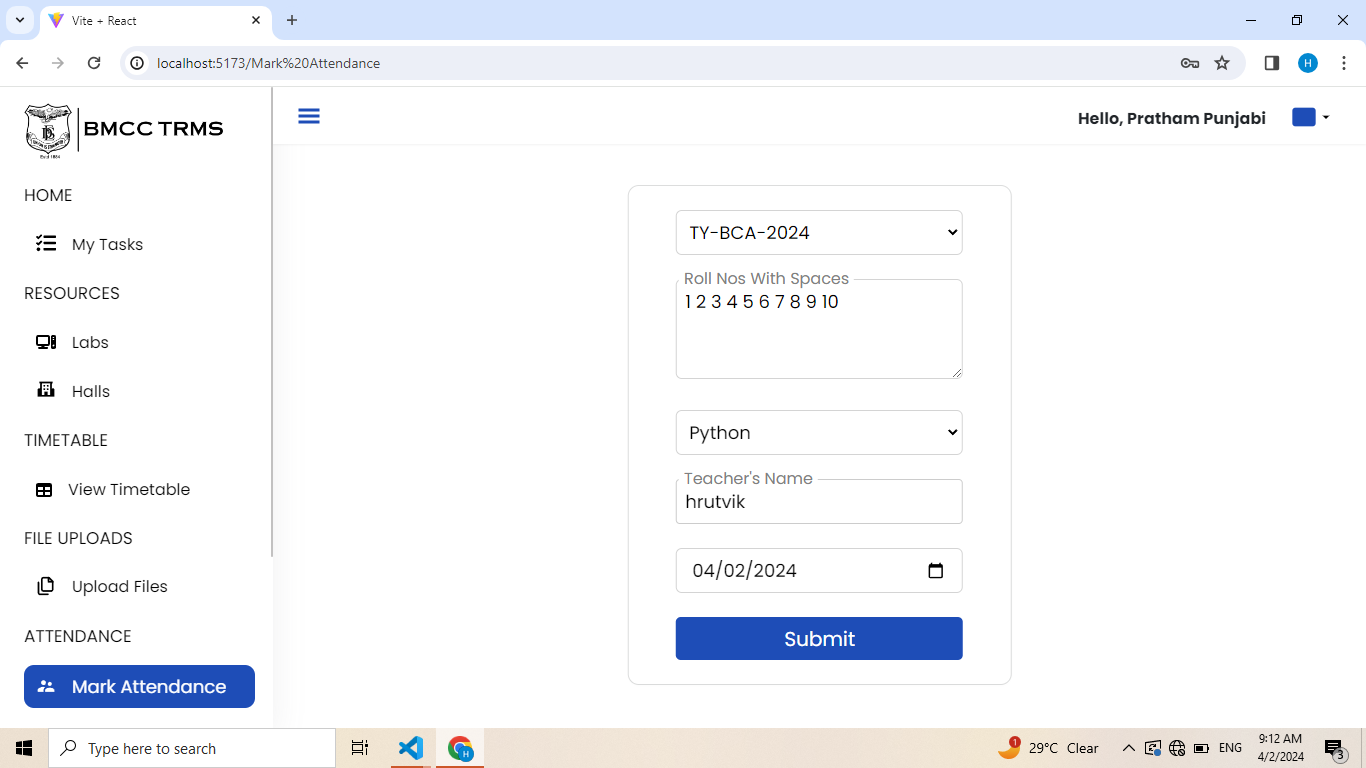 Vite + React
localhost:5173/Mark%20Attendance
H
BMCC TRMS
Hello, Pratham Punjabi
HOME
My Tasks
RESOURCES
Labs
Halls
TIMETABLE
View Timetable
FILE UPLOADS
Upload Files
ATTENDANCE
Mark Attendance
TY-BCA-2024
Roll Nos With Spaces
1 2 3 4 5 6 7 8 9 10
Python
Teacher's Name
hrutvik
04/02/2024
Submit
Type here to search
H
1
29°C Clear
ENG
9:12 AM
4/2/2024
3